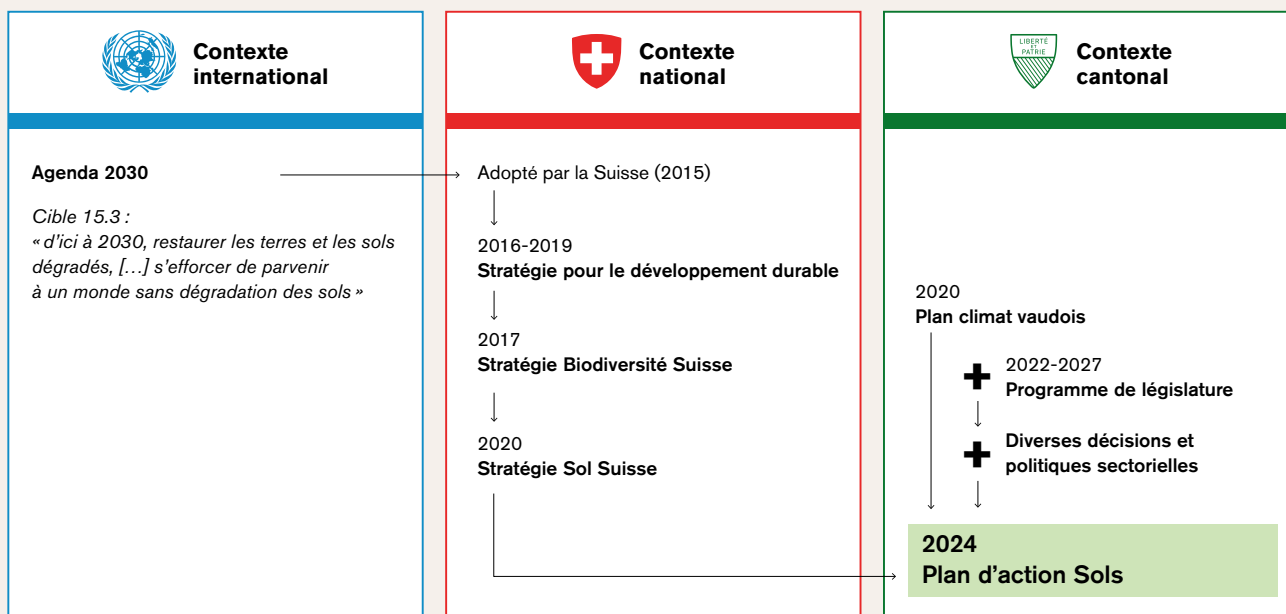 Contexte
international
Agenda 2030
Cible 15.3 :
« d’ici à 2030, restaurer les terres et les sols
dégradés, […] s’efforcer de parvenir
à un monde sans dégradation des sols »
Contexte
national
Adopté par la Suisse (2015)
2016-2019
Stratégie pour le développement durable
2017
Stratégie Biodiversité Suisse
2020
Stratégie Sol Suisse
LIBERTÉ
ET
PATRIE
Contexte
cantonal
2020
Plan climat vaudois
2022-2027
Programme de législature
Diverses décisions et
politiques sectorielles
2024
Plan d’action Sols